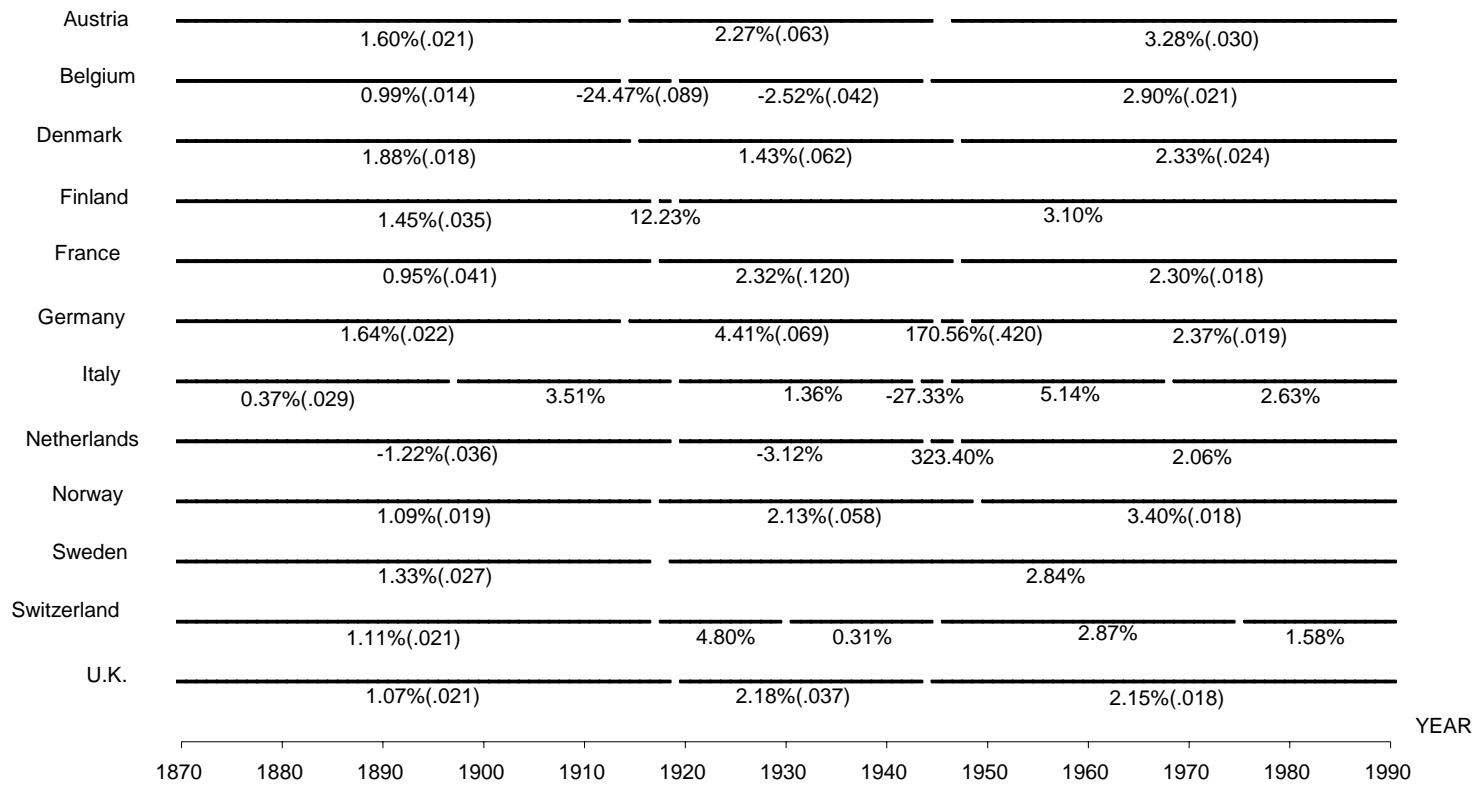 Austria
1.60%(.021) 2.27%(.063) 3.28%(.030)
Belgium
0.99%(.014) -24.47%(.089) -2.52%(.042) 2.90%(.021)
Denmark
1.88%(.018) 1.43%(.062) 2.33%(.024)
Finland
1.45%(.035) 12.23% 3.10%
France
0.95%(.041) 2.32%(.120) 2.30%(.018)
Germany
1.64%(.022) 4.41%(.069) 170.56%(.420) 2.37%(.019)
Italy
0.37%(.029) 3.51% 1.36% -27.33% 5.14% 2.63%
Netherlands
-1.22%(.036) -3.12% 323.40% 2.06%
Norway
1.09%(.019) 2.13%(.058) 3.40%(.018)
Sweden
1.33%(.027) 2.84%
Switzerland
1.11%(.021) 4.80% 0.31% 2.87% 1.58%
U.K.
1.07%(.021) 2.18%(.037) 2.15%(.018)
YEAR
1870 1880 1890 1900 1910 1920 1930 1940 1950 1960 1970 1980 1990